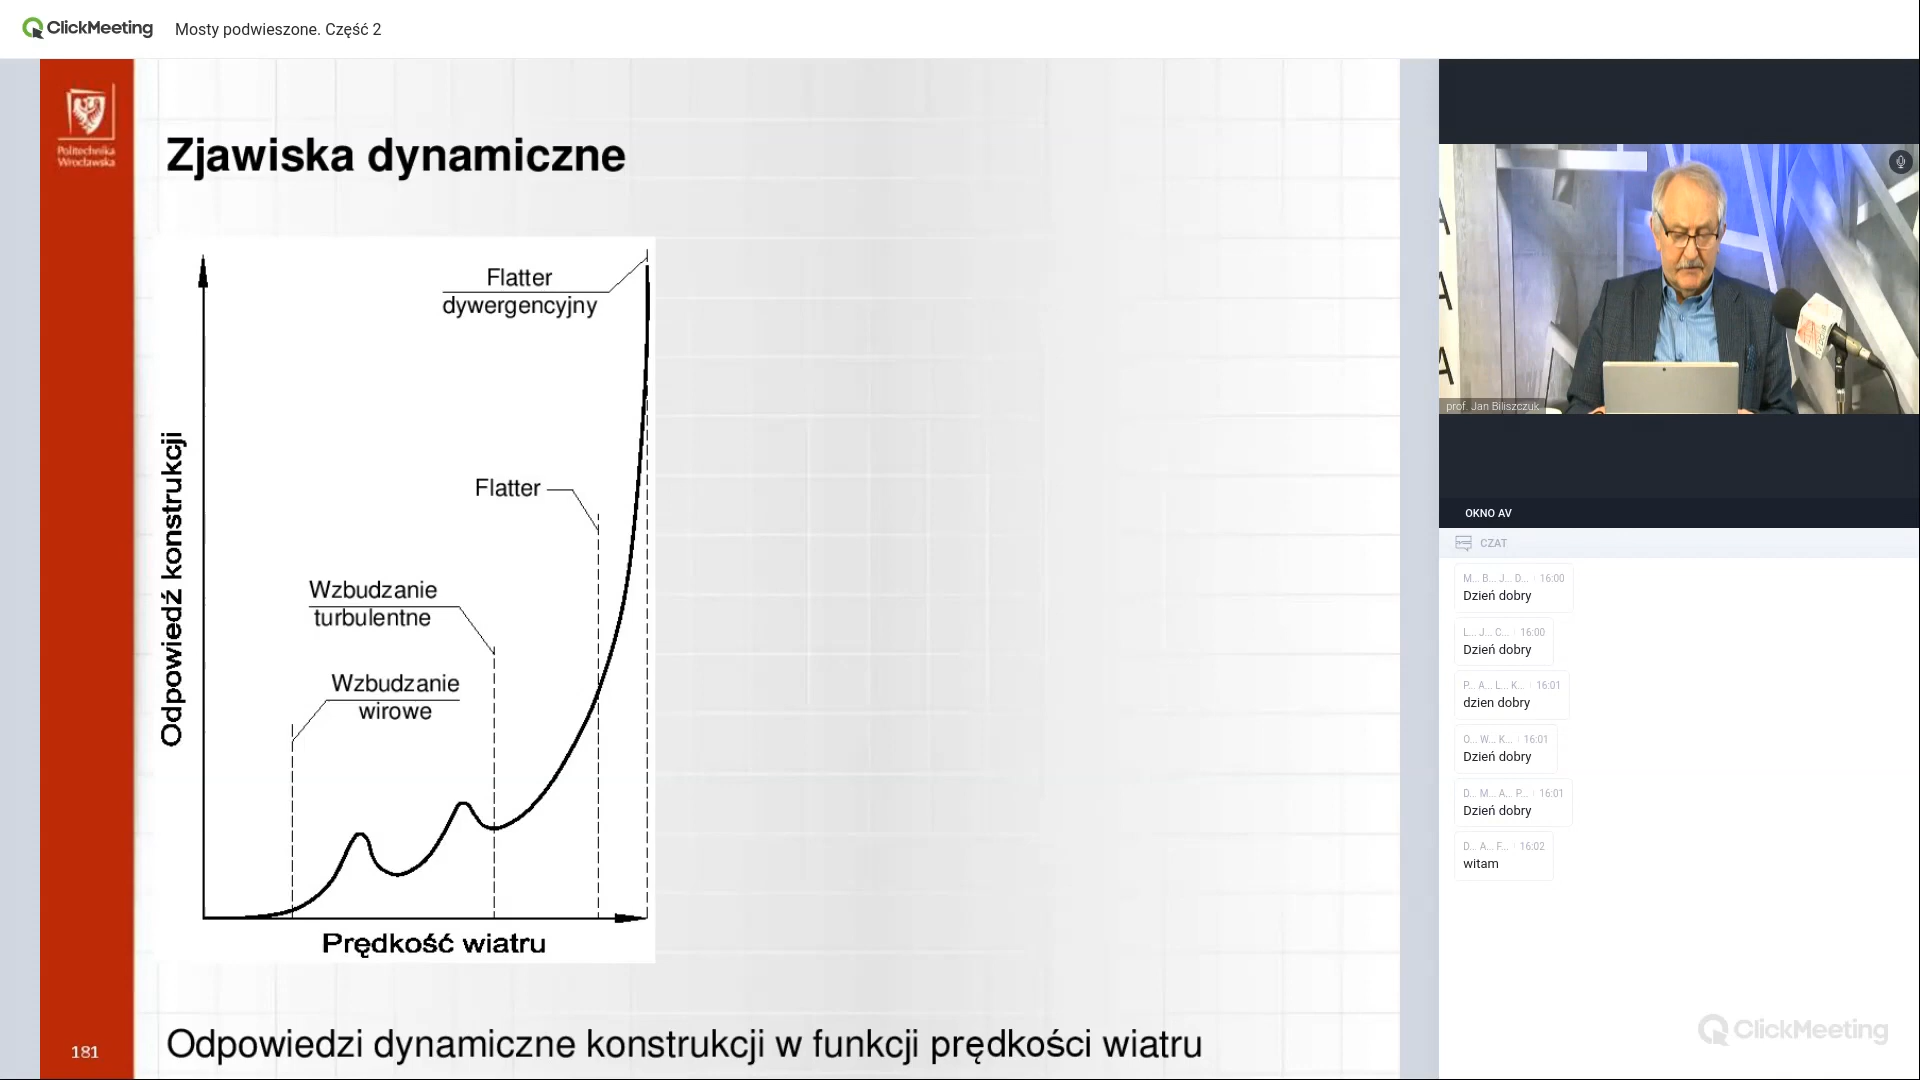 ClickMeeting
Mosty podwieszone. Część 2
Politechnika
Wrocławska
Zjawiska dynamiczne
Flatter
dywergencyjny
Flatter
Wzbudzanie
turbulentne
Wzbudzanie
wirowe
Odpowiedź konstrukcji
Prędkość wiatru
Odpowiedzi dynamiczne konstrukcji w funkcji prędkości wiatru
181
A
A
A
prof. Jan Biliszczuk
OKNO AV
CZAT
M... B... J... D... 16:00
Dzień dobry
L... J... C... 16:00
Dzień dobry
P... A... L... K... 16:01
dzien dobry
O... W... K... 16:01
Dzień dobry
D... M... A... P... 16:01
Dzień dobry
D... A... F... 16:02
witam
ClickMeeting